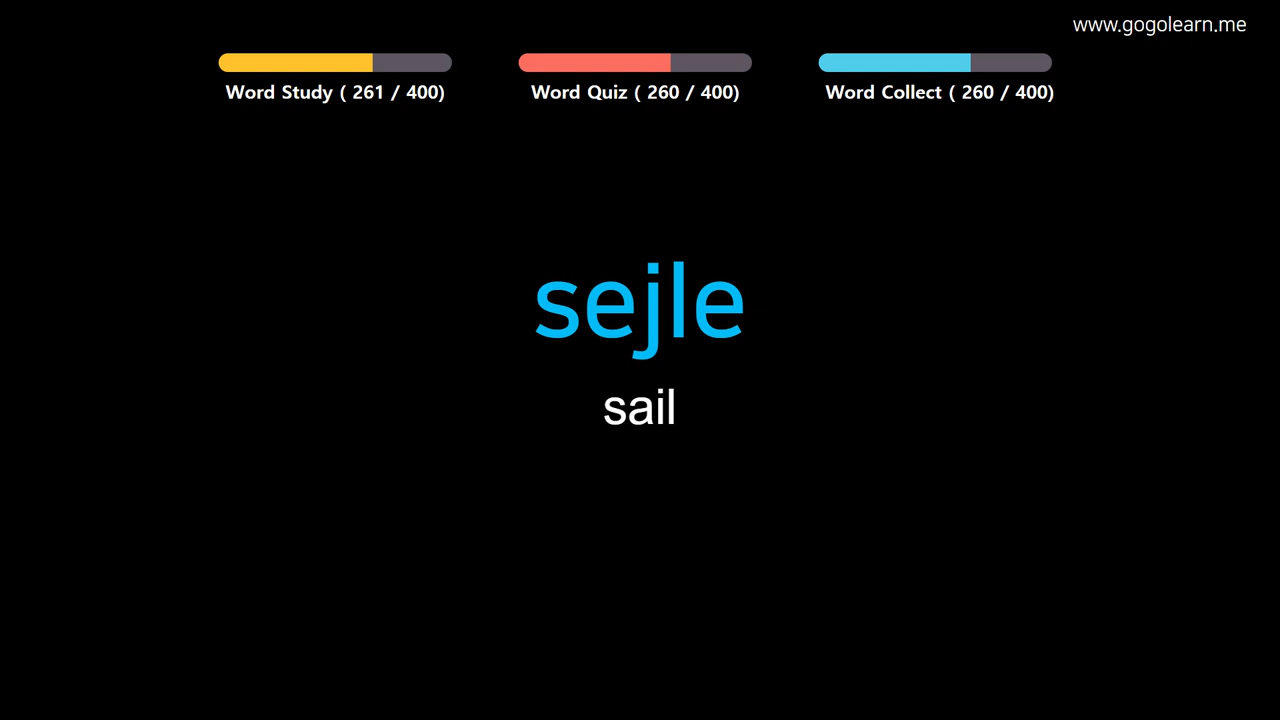 www.gogolearn.me
Word Study ( 261 / 400)
Word Quiz ( 260 / 400)
Word Collect ( 260 / 400)
sejle
sail